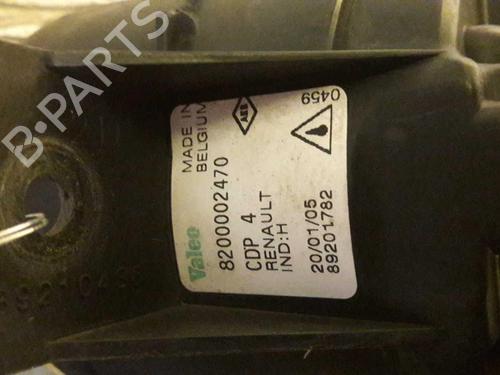 B-PARTS
Valeo
MADE IN
BELGIUM
8200002470
CDP 4
RENAULT
IND:H
0459
20/01/05
89201782